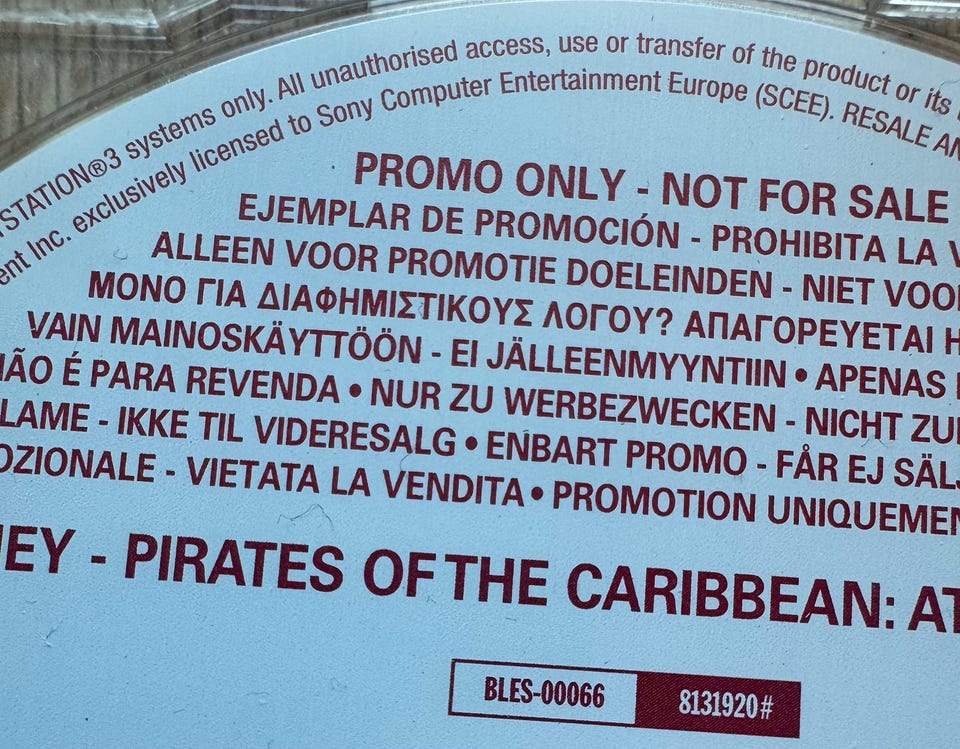 STATION®3 systems only. All unauthorised access, use or transfer of the product or its
ent Inc. exclusively licensed to Sony Computer Entertainment Europe (SCEE). RESALE AN
PROMO ONLY - NOT FOR SALE
EJEMPLAR DE PROMOCIÓN - PROHIBITA LA V
ALLEEN VOOR PROMOTIE DOELEINDEN - NIET VOO
ΜΟΝΟ ΓΙΑ ΔΙΑΦΗΜΙΣΤΙΚΟΥΣ ΛΟΓΟΥ? ΑΠΑΓΟΡΕΥΕΤΑΙ Η
VAIN MAINOSKÄYTTÖÖN - EI JÄLLEENMYYNTIIN • APENAS
NÃO É PARA REVENDA • NUR ZU WERBEZWECKEN - NICHT ZU
LAME - IKKE TIL VIDERESALG • ENBART PROMO - FÅR EJ SÄLJ
OZIONALE - VIETATA LA VENDITA • PROMOTION UNIQUEMEN
EY - PIRATES OF THE CARIBBEAN: AT
BLES-00066 8131920#